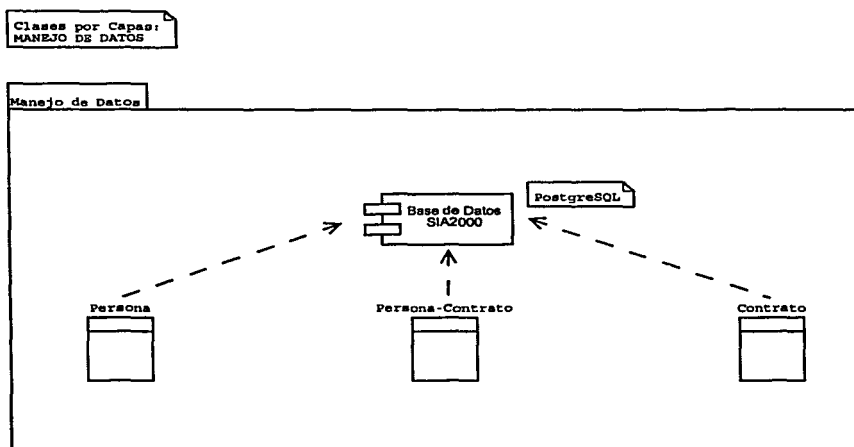 Clases por Capas:
MANEJO DE DATOS
Manejo de Datos
Base de Datos
SIA2000
PostgreSQL
Persona
Persona-Contrato
Contrato